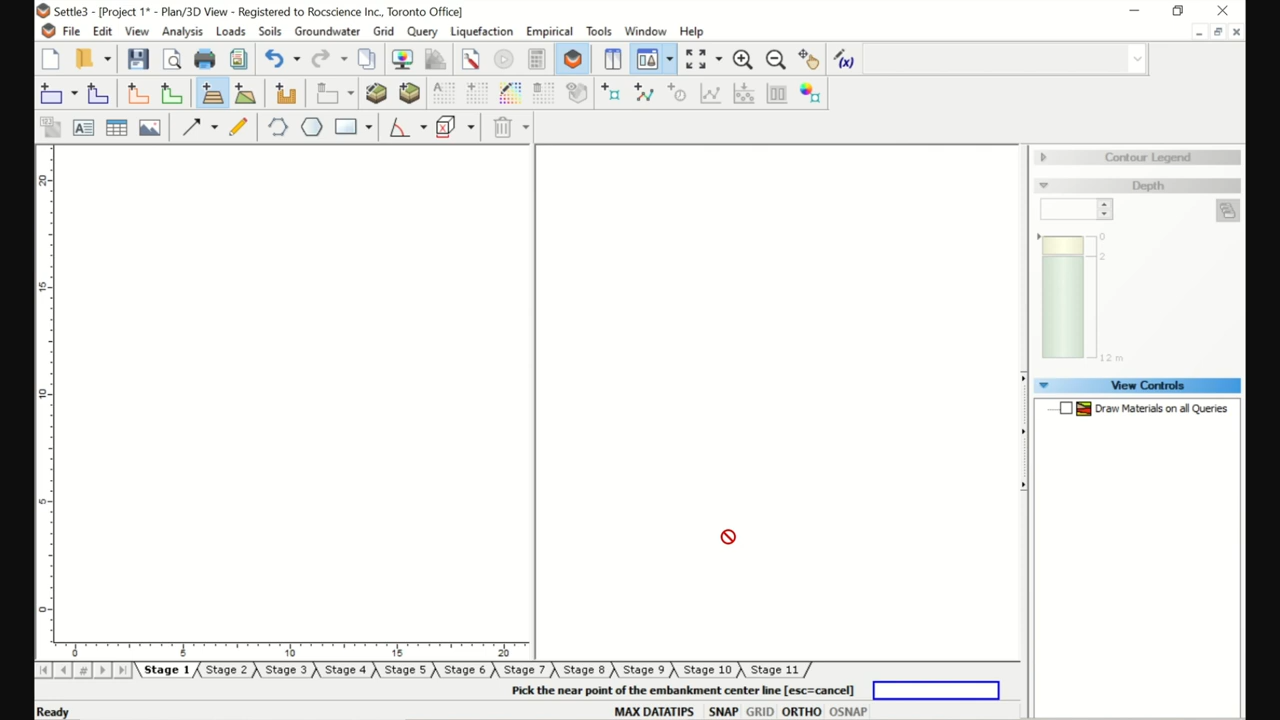 Settle3 - [Project 1* - Plan/3D View - Registered to Rocscience Inc., Toronto Office]
File Edit View Analysis Loads Soils Groundwater Grid Query Liquefaction Empirical Tools Window Help
(x)
A
Contour Legend
Depth
0
2
12 m
View Controls
Draw Materials on all Queries
20
15
10
5
0
0 5 10 15 20
# Stage 1 Stage 2 Stage 3 Stage 4 Stage 5 Stage 6 Stage 7 Stage 8 Stage 9 Stage 10 Stage 11
Pick the near point of the embankment center line [esc=cancel]
Ready MAX DATATIPS SNAP GRID ORTHO OSNAP